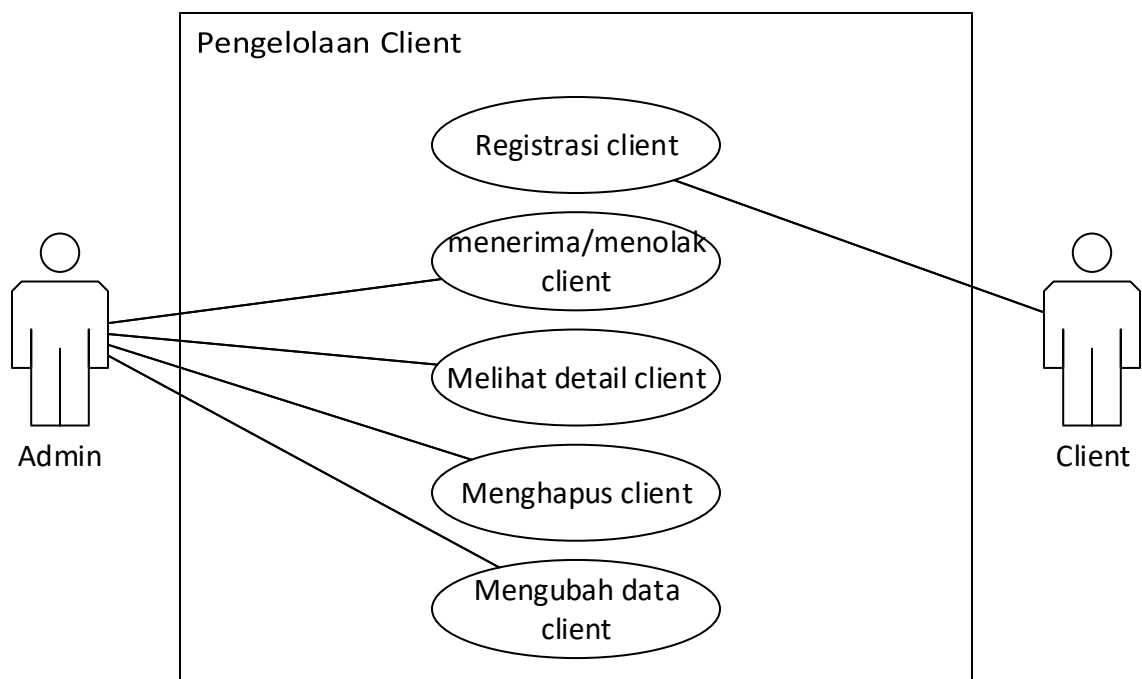 Pengelolaan Client
Registrasi client
menerima/menolak
client
Melihat detail client
Menghapus client
Mengubah data
client
Admin
Client